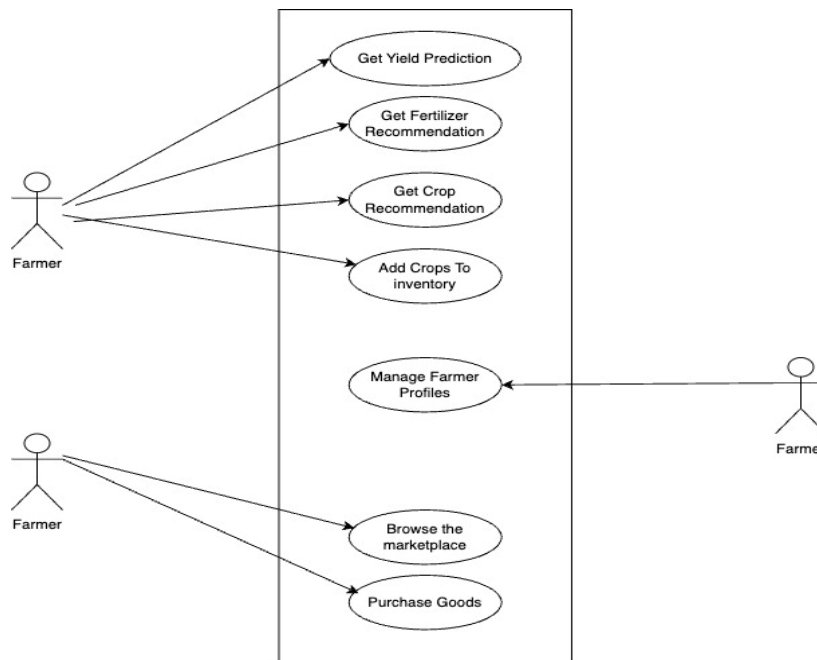 Get Yield Prediction
Get Fertilizer
Recommendation
Get Crop
Recommendation
Farmer
Add Crops To
inventory
Manage Farmer
Profiles
Farme
Farmer
Browse the
marketplace
Purchase Goods